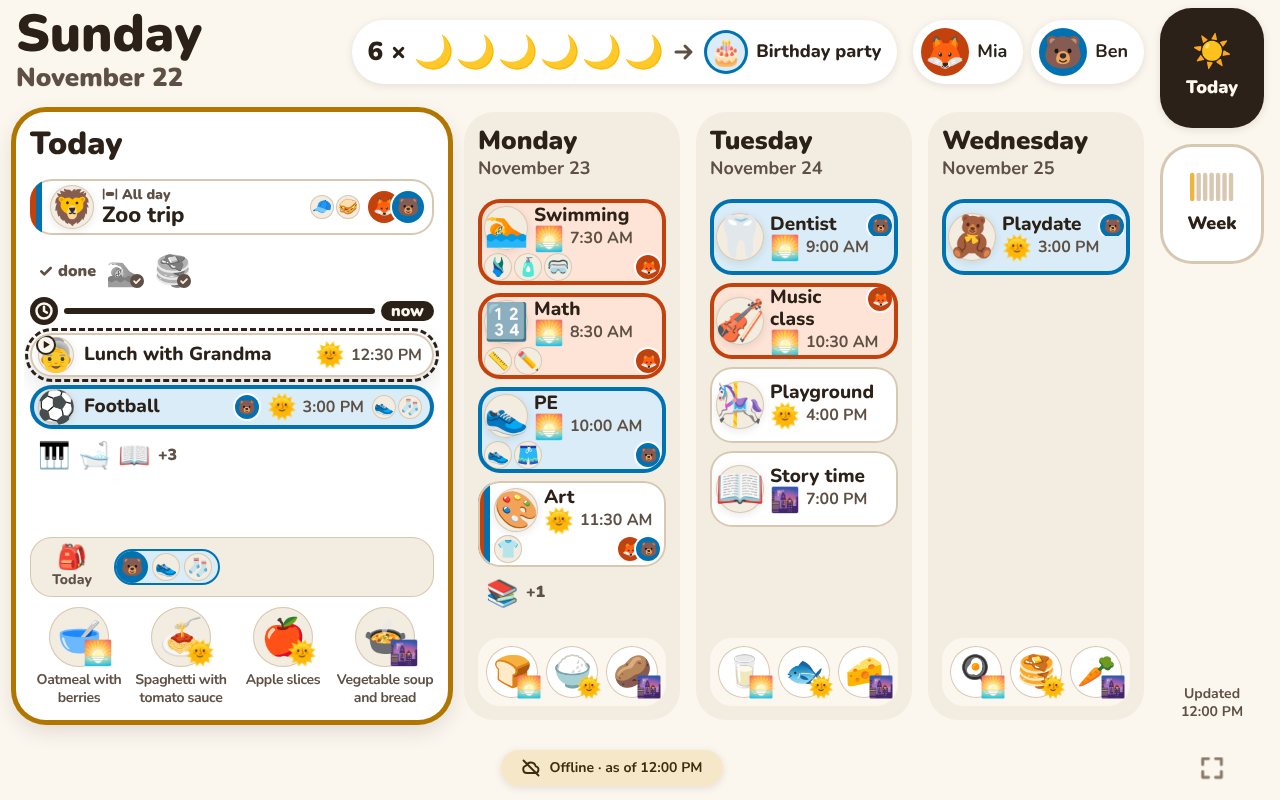 Sunday
November 22
6 ×
→
Birthday party
Mia
Ben
Today
Week
Updated
12:00 PM
Today
All day
Zoo trip
done
now
Lunch with Grandma
12:30 PM
Football
3:00 PM
+3
Today
Oatmeal with
berries
Spaghetti with
tomato sauce
Apple slices
Vegetable soup
and bread
Monday
November 23
Swimming
7:30 AM
1 2
3 4
Math
8:30 AM
PE
10:00 AM
Art
11:30 AM
+1
Tuesday
November 24
Dentist
9:00 AM
Music
class
10:30 AM
Playground
4:00 PM
Story time
7:00 PM
Wednesday
November 25
Playdate
3:00 PM
Offline · as of 12:00 PM